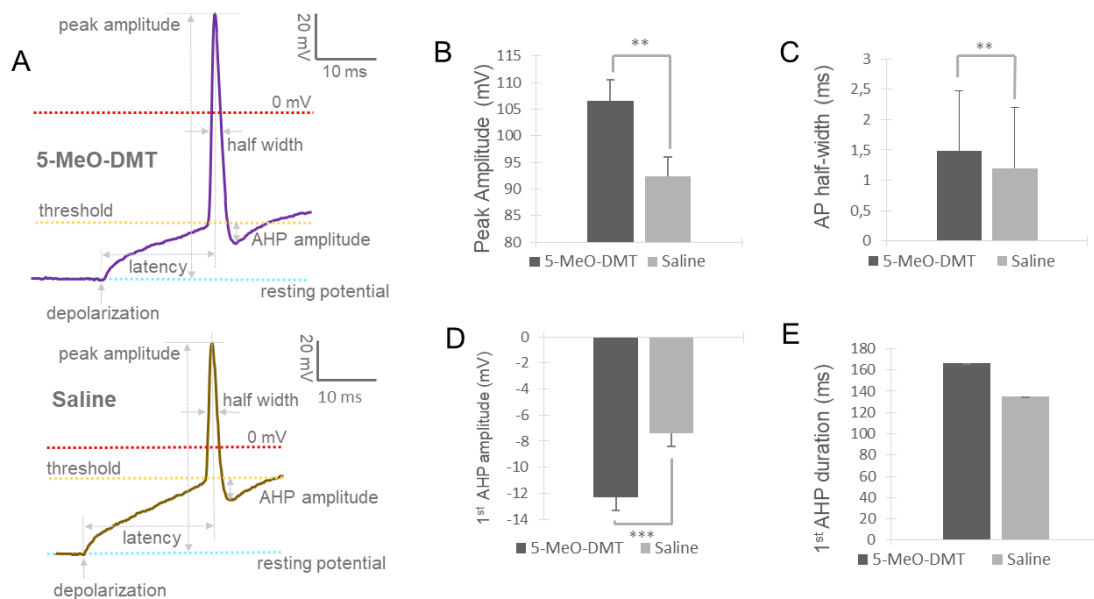 A
peak amplitude
20 mV
10 ms
0 mV
half width
5-MeO-DMT
threshold
AHP amplitude
latency
resting potential
depolarization
peak amplitude
20 mV
10 ms
Saline
half width
0 mV
threshold
AHP amplitude
latency
resting potential
depolarization
B
**
Peak Amplitude (mV)
115
110
105
100
95
90
85
80
5-MeO-DMT Saline
C
**
AP half-width (ms)
3
2,5
2
1,5
1
0,5
0
5-MeO-DMT Saline
D
1st AHP amplitude (mV)
0
-2
-4
-6
-8
-10
-12
-14
***
5-MeO-DMT Saline
E
1st AHP duration (ms)
180
160
140
120
100
80
60
40
20
0
5-MeO-DMT Saline